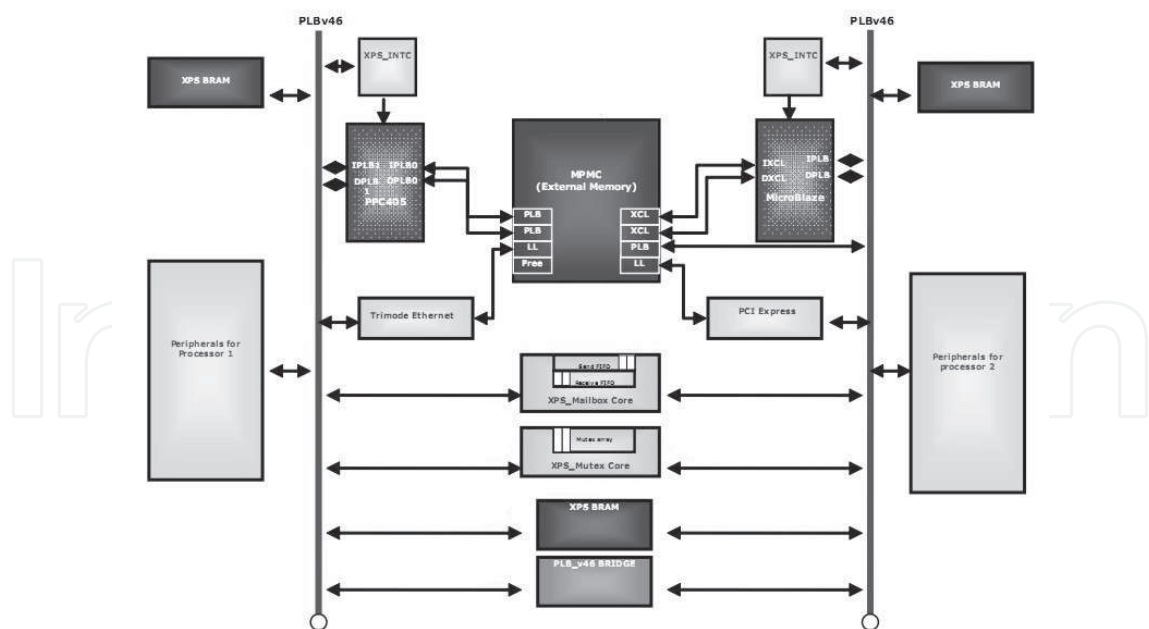 PLBv46
PLBv46
XPS_INTC
XPS_INTC
XPS BRAM
XPS BRAM
IPLB1 IPLB0
DPLB DPLB0
1
PPC405
MPMC
(External Memory)
PLB
PLB
LL
Free
XCL
XCL
PLB
LL
IXCL IPLB
DXCL DPLB
MicroBlaze
Trimode Ethernet
PCI Express
Peripherals for
Processor 1
Peripherals for
processor 2
Send FIFO
Receive FIFO
XPS_Mailbox Core
Mutex array
XPS_Mutex Core
XPS BRAM
PLB_v46 BRIDGE